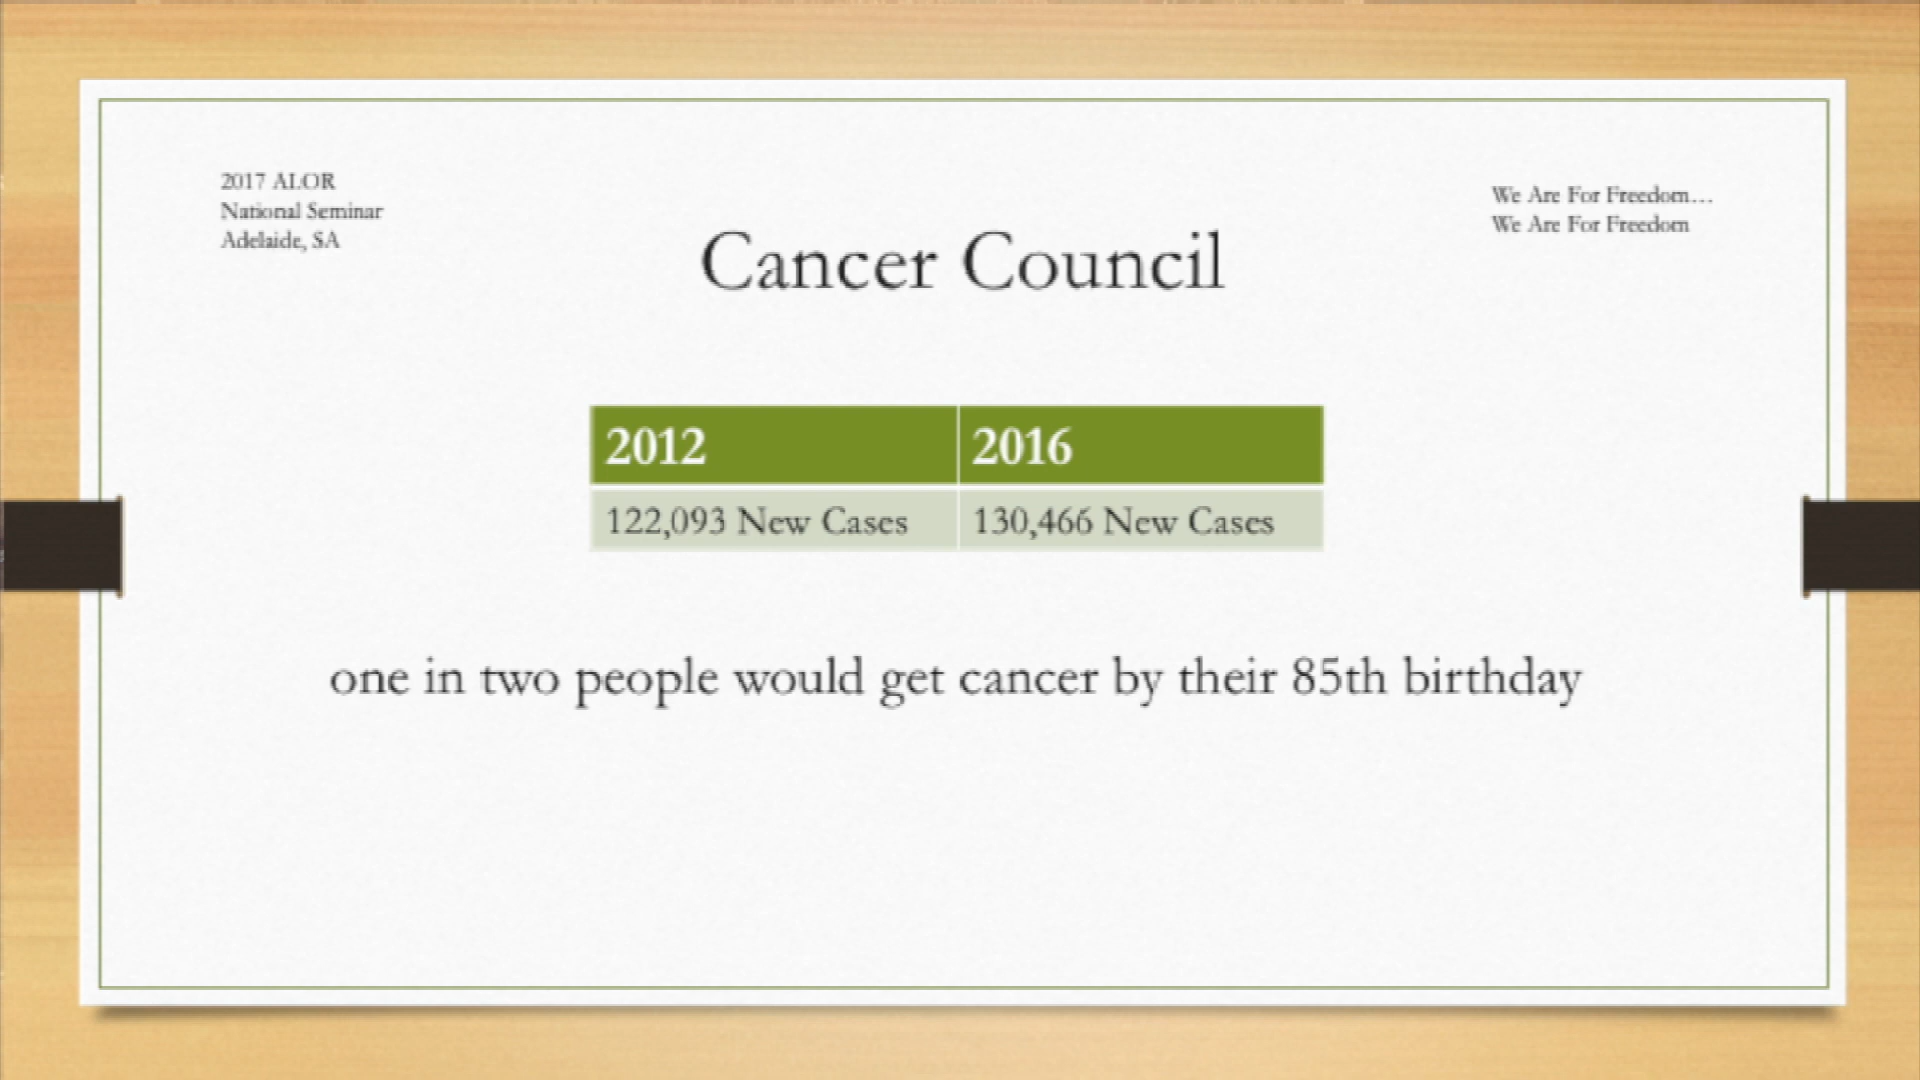 2017 ALOR
National Seminar
Adelaide, SA
We Are For Freedom…
We Are For Freedom
Cancer Council
2012 2016
122,093 New Cases 130,466 New Cases
one in two people would get cancer by their 85th birthday